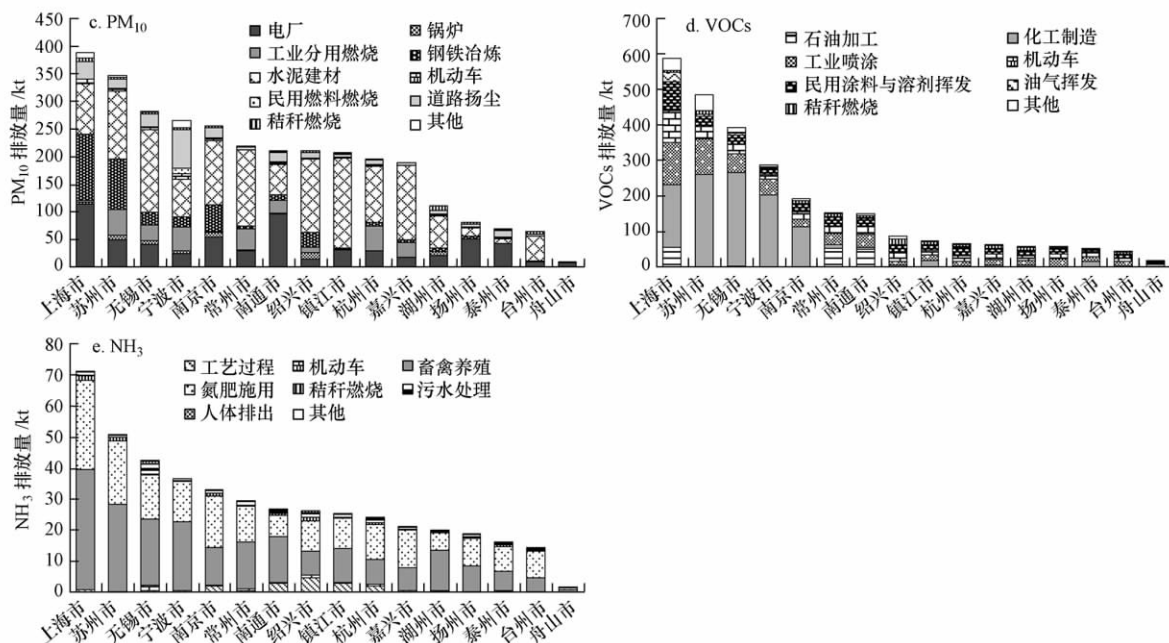 c. PM10
450
400
350
300
250
200
150
100
50
0
PM10 排放量/kt
电厂
锅炉
工业分用燃烧
钢铁冶炼
水泥建材
机动车
民用燃料燃烧
道路扬尘
秸秆燃烧
其他
上海市
苏州市
无锡市
宁波市
南京市
常州市
南通市
绍兴市
镇江市
杭州市
嘉兴市
湖州市
扬州市
泰州市
台州市
舟山市
d. VOCs
700
600
500
400
300
200
100
0
VOCs 排放量/kt
石油加工
化工制造
工业喷涂
机动车
民用涂料与溶剂挥发
油气挥发
秸秆燃烧
其他
上海市
苏州市
无锡市
宁波市
南京市
常州市
南通市
绍兴市
镇江市
杭州市
嘉兴市
湖州市
扬州市
泰州市
台州市
舟山市
e. NH3
80
70
60
50
40
30
20
10
0
NH3 排放量/kt
工艺过程
机动车
畜禽养殖
氮肥施用
秸秆燃烧
污水处理
人体排出
其他
上海市
苏州市
无锡市
宁波市
南京市
常州市
南通市
绍兴市
镇江市
杭州市
嘉兴市
湖州市
扬州市
泰州市
台州市
舟山市